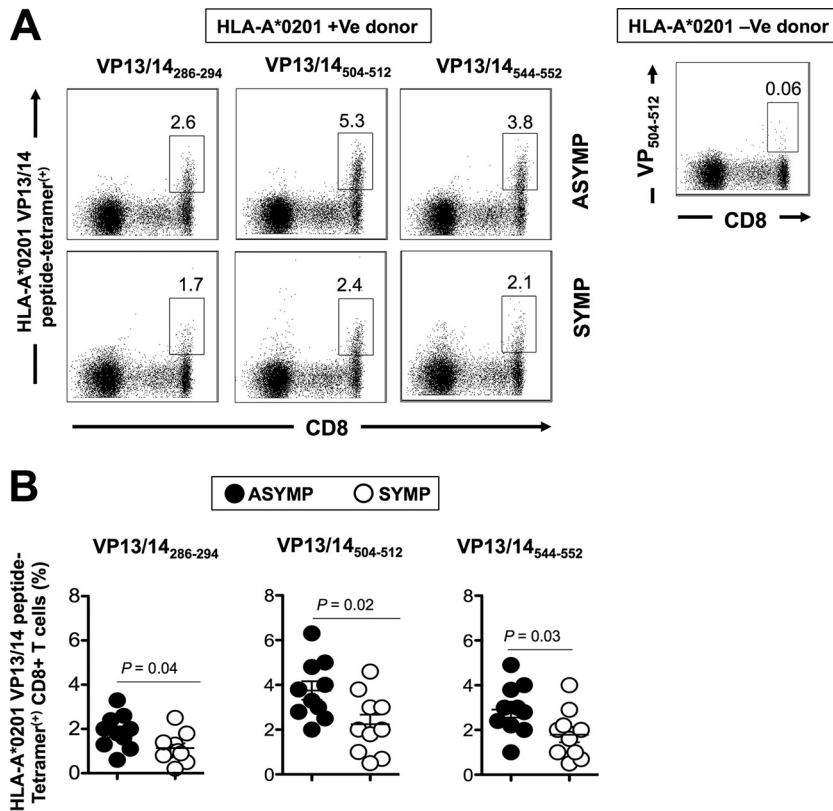 A
HLA-A*0201 +Ve donor
HLA-A*0201 –Ve donor
VP13/14286-294
VP13/14504-512
VP13/14544-552
HLA-A*0201 VP13/14
peptide-tetramer(+)
2.6
5.3
3.8
ASYMP
1.7
2.4
2.1
SYMP
CD8
VP504-512
0.06
CD8
B
ASYMP
SYMP
HLA-A*0201 VP13/14 peptide-
Tetramer(+) CD8+ T cells (%)
VP13/14286-294
8
6
4
2
0
P = 0.04
VP13/14504-512
8
6
4
2
0
P = 0.02
VP13/14544-552
8
6
4
2
0
P = 0.03